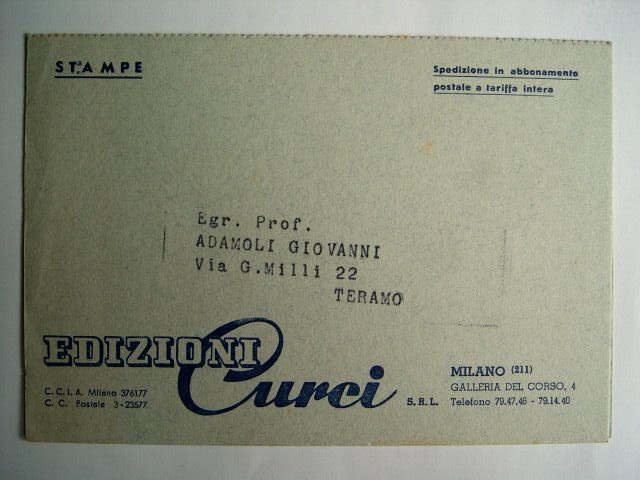 STAMPE
Spedizione in abbonamento
postale a tariffa intera
Egr. Prof.
ADAMOLI GIOVANNI
Via G.Milli 22
TERAMO
EDIZIONI Curci S.R.L.
C. C. I. A. Milano 376177
C. C. Postale 3-23577
MILANO (211)
GALLERIA DEL CORSO, 4
Telefono 79.47.46 - 79.14.40